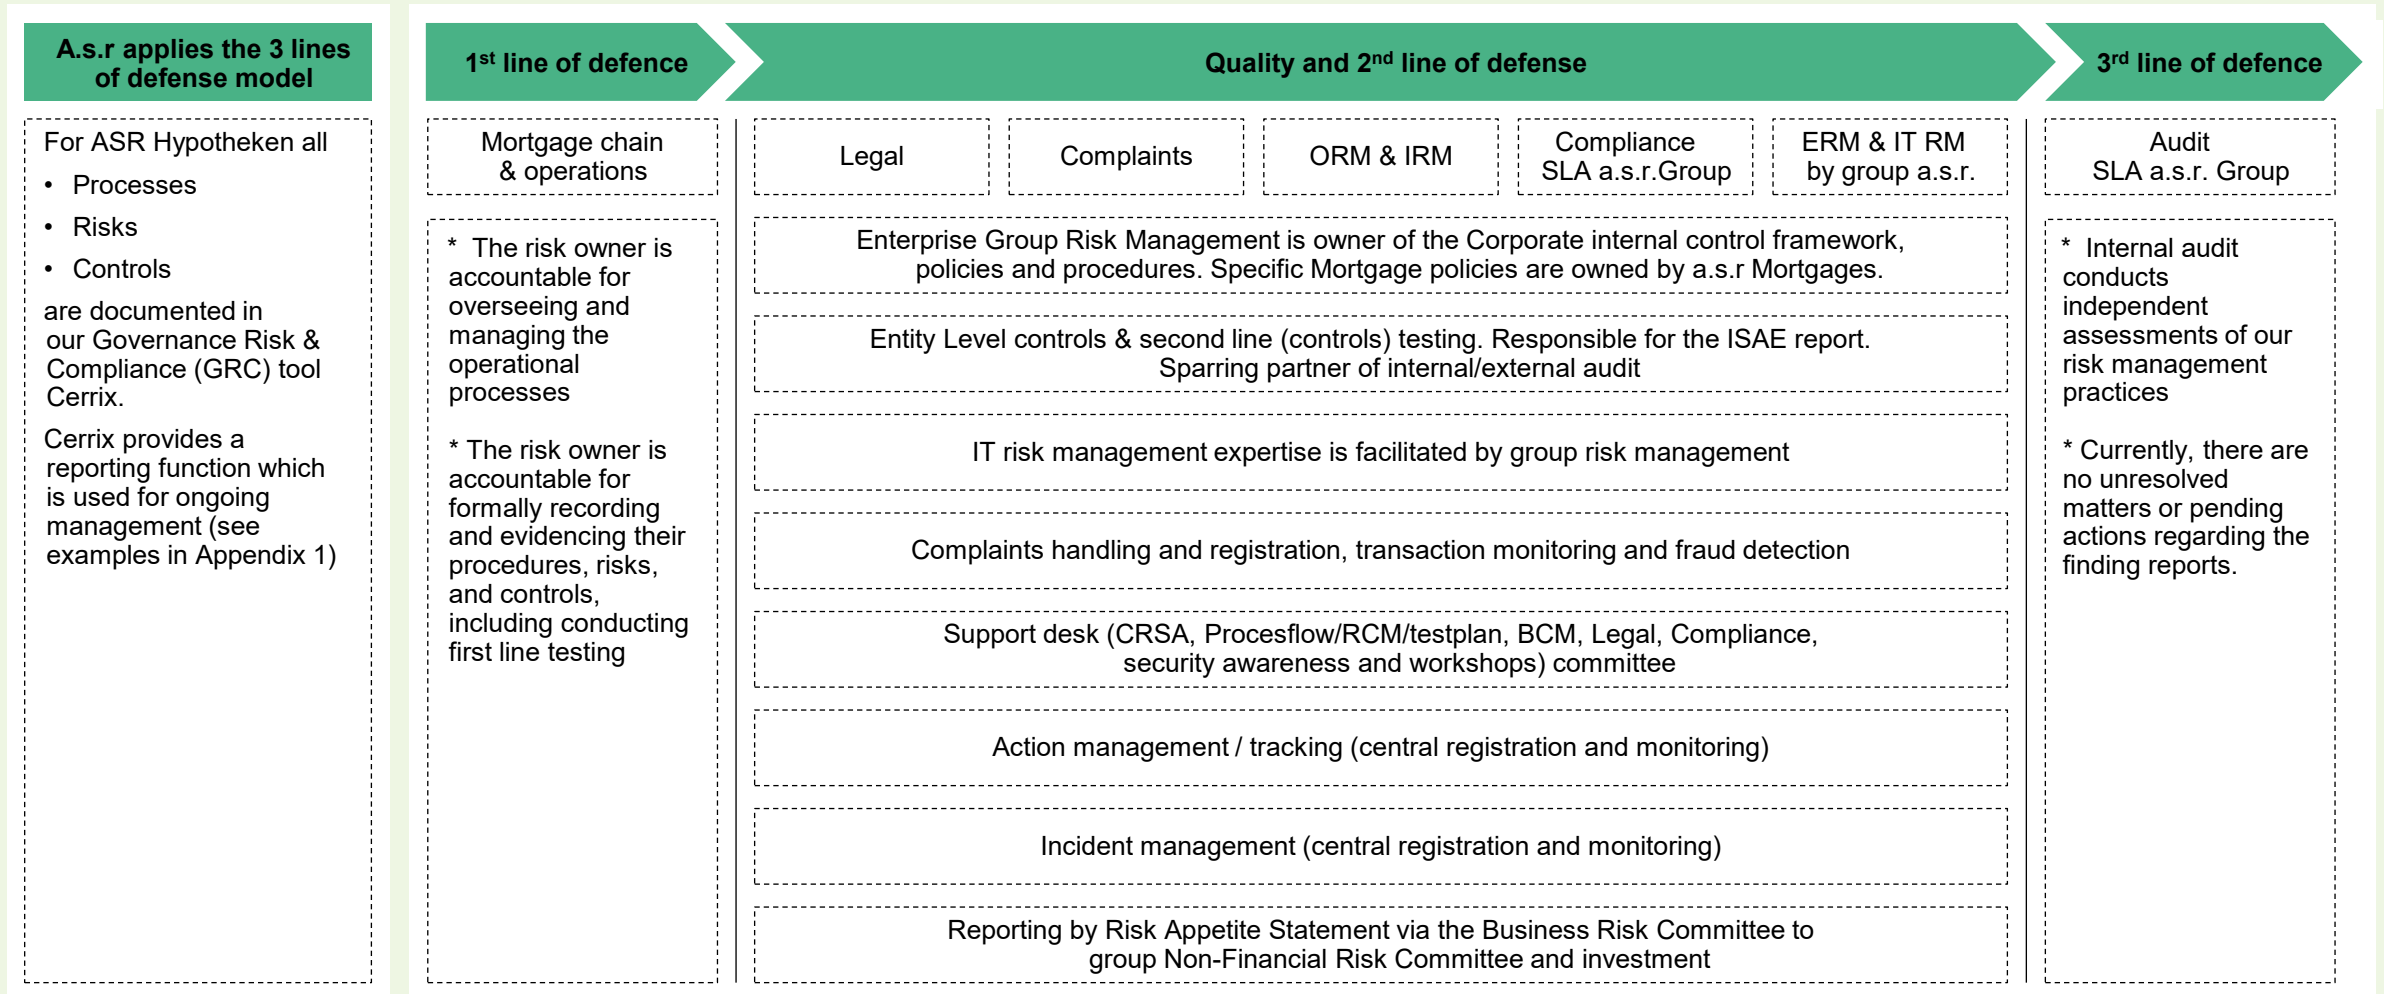 A.s.r applies the 3 lines
of defense model
For ASR Hypotheken all
• Processes
• Risks
• Controls
are documented in
our Governance Risk &
Compliance (GRC) tool
Cerrix.
Cerrix provides a
reporting function which
is used for ongoing
management (see
examples in Appendix 1)
1st line of defence
Mortgage chain
& operations
* The risk owner is
accountable for
overseeing and
managing the
operational
processes
* The risk owner is
accountable for
formally recording
and evidencing their
procedures, risks,
and controls,
including conducting
first line testing
Quality and 2nd line of defense
Legal
Complaints
ORM & IRM
Compliance
SLA a.s.r.Group
ERM & IT RM
by group a.s.r.
Enterprise Group Risk Management is owner of the Corporate internal control framework,
policies and procedures. Specific Mortgage policies are owned by a.s.r Mortgages.
Entity Level controls & second line (controls) testing. Responsible for the ISAE report.
Sparring partner of internal/external audit
IT risk management expertise is facilitated by group risk management
Complaints handling and registration, transaction monitoring and fraud detection
Support desk (CRSA, Procesflow/RCM/testplan, BCM, Legal, Compliance,
security awareness and workshops) committee
Action management / tracking (central registration and monitoring)
Incident management (central registration and monitoring)
Reporting by Risk Appetite Statement via the Business Risk Committee to
group Non-Financial Risk Committee and investment
3rd line of defence
Audit
SLA a.s.r. Group
* Internal audit
conducts
independent
assessments of our
risk management
practices
* Currently, there are
no unresolved
matters or pending
actions regarding the
finding reports.